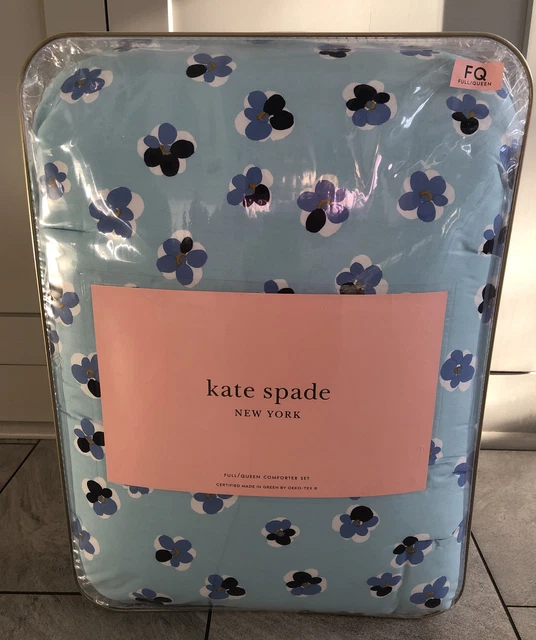 FQ
FULL/QUEEN
kate spade
NEW YORK
FULL/QUEEN COMFORTER SET
CERTIFIED MADE IN GREEN BY OEKO-TEX ®